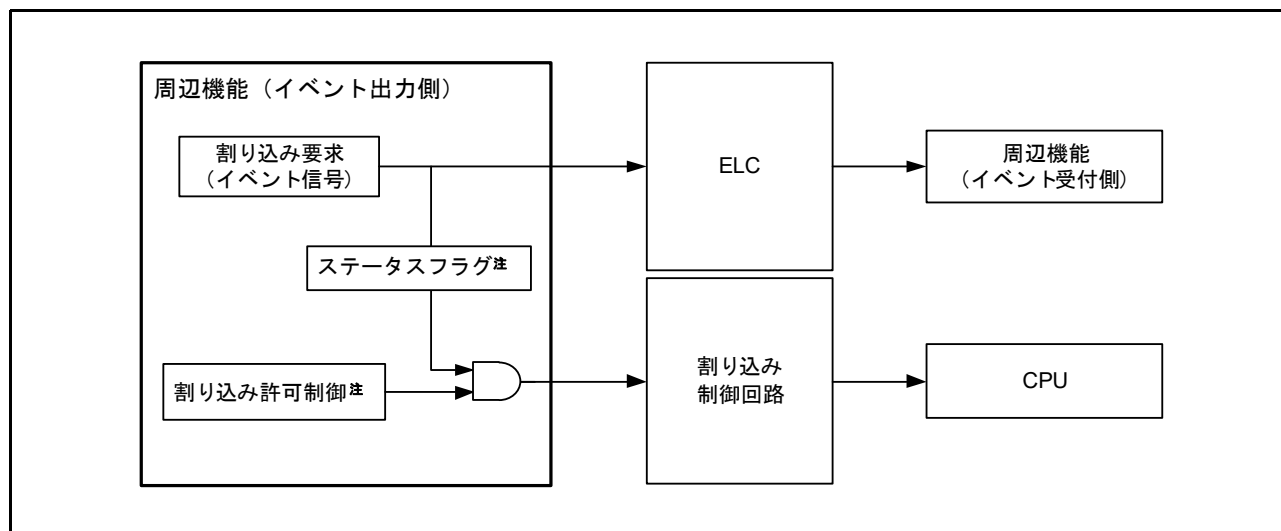 周辺機能（イベント出力側）
割り込み要求
（イベント信号）
ELC
周辺機能
（イベント受付側）
ステータスフラグ注
割り込み許可制御注
割り込み
制御回路
CPU